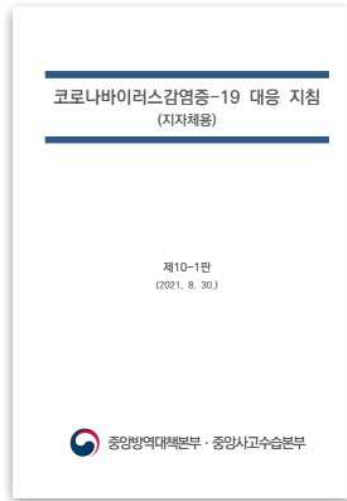 코로나바이러스감염증-19 대응 지침
(지자체용)
제10-1판
(2021. 8. 30.)
중앙방역대책본부 · 중앙사고수습본부